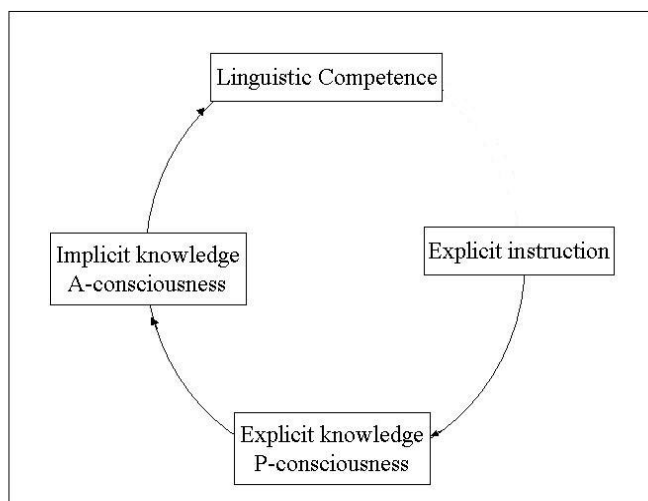 Linguistic Competence
Explicit instruction
Implicit knowledge
A-consciousness
Explicit knowledge
P-consciousness